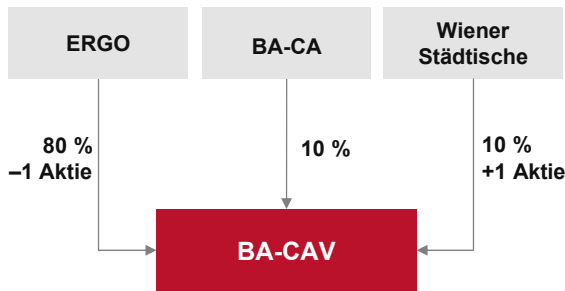 ERGO
BA-CA
Wiener
Städtische
80 %
–1 Aktie
10 %
10 %
+1 Aktie
BA-CAV